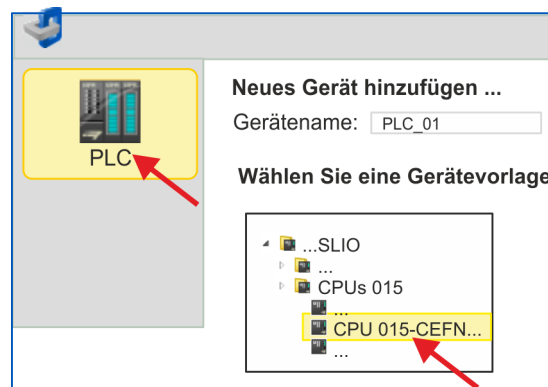 Neues Gerät hinzufügen ...
Gerätename: PLC_01
PLC
Wählen Sie eine Gerätevorlage
...SLIO
...
CPUs 015
...
CPU 015-CEFN...
...